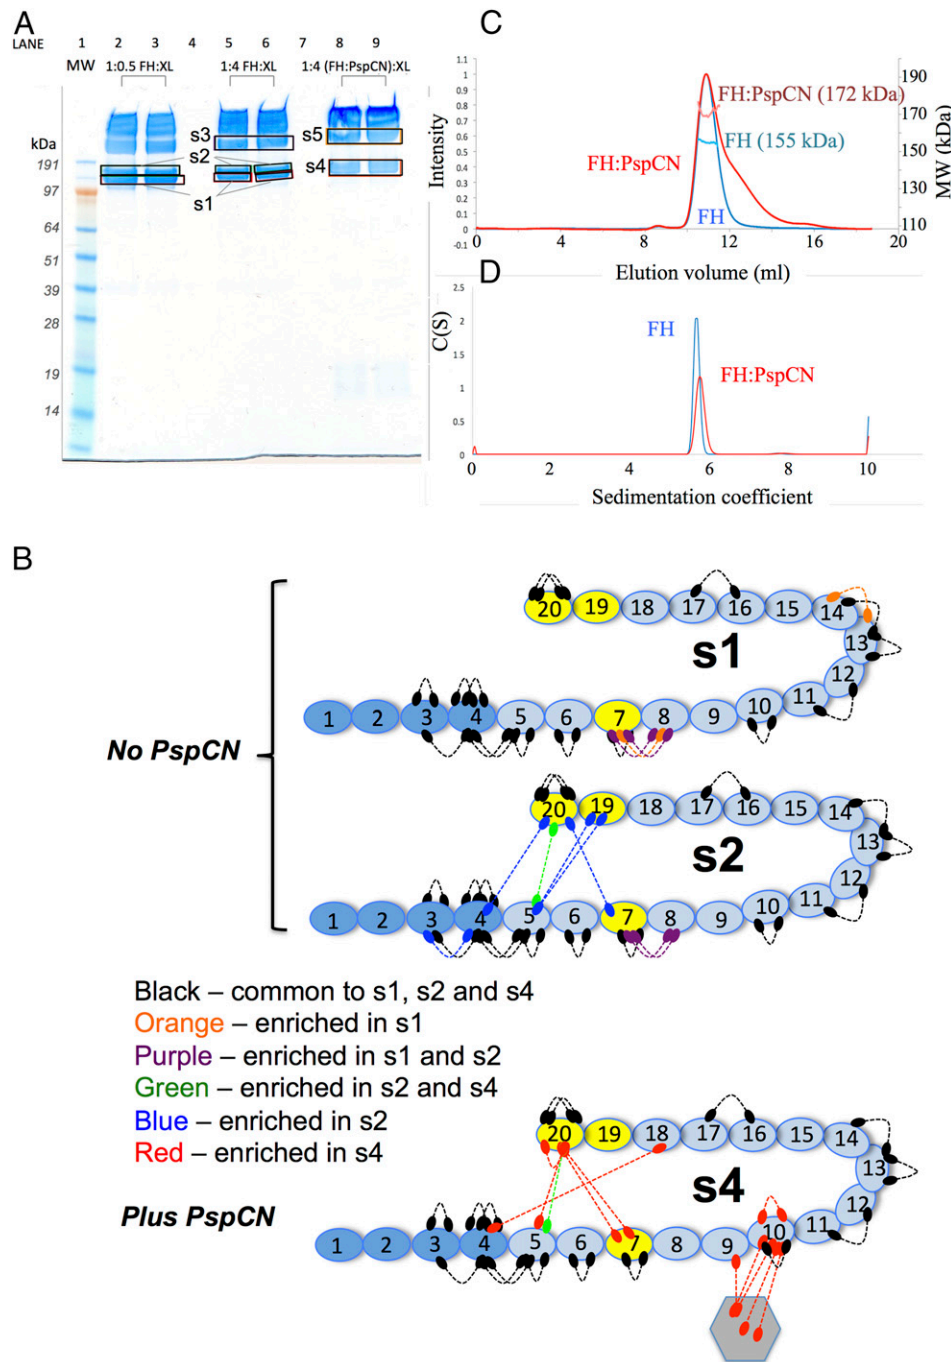 A
LANE 1 2 3 4 5 6 7 8 9
MW 1:0.5 FH:XL 1:4 FH:XL 1:4 (FH:PspCN):XL
kDa
191
97
64
51
39
28
19
14
s3
s2
s1
s5
s4
C
Intensity
1.1
1
0.9
0.8
0.7
0.6
0.5
0.4
0.3
0.2
0.1
0
-0.1
FH:PspCN (172 kDa)
FH (155 kDa)
FH:PspCN
FH
190
170
150
130
110
MW (kDa)
0 4 8 12 16 20
Elution volume (ml)
D
C(S)
2.5
2
1.5
1
0.5
0
FH
FH:PspCN
0 2 4 6 8 10
Sedimentation coefficient
B
No PspCN
20 19 18 17 16 15 14
13
12
s1
1 2 3 4 5 6 7 8 9 10 11
20 19 18 17 16 15 14
13
12
s2
1 2 3 4 5 6 7 8 9 10 11
Black – common to s1, s2 and s4
Orange – enriched in s1
Purple – enriched in s1 and s2
Green – enriched in s2 and s4
Blue – enriched in s2
Red – enriched in s4
Plus PspCN
20 19 18 17 16 15 14
13
12
s4
1 2 3 4 5 6 7 8 9 10 11